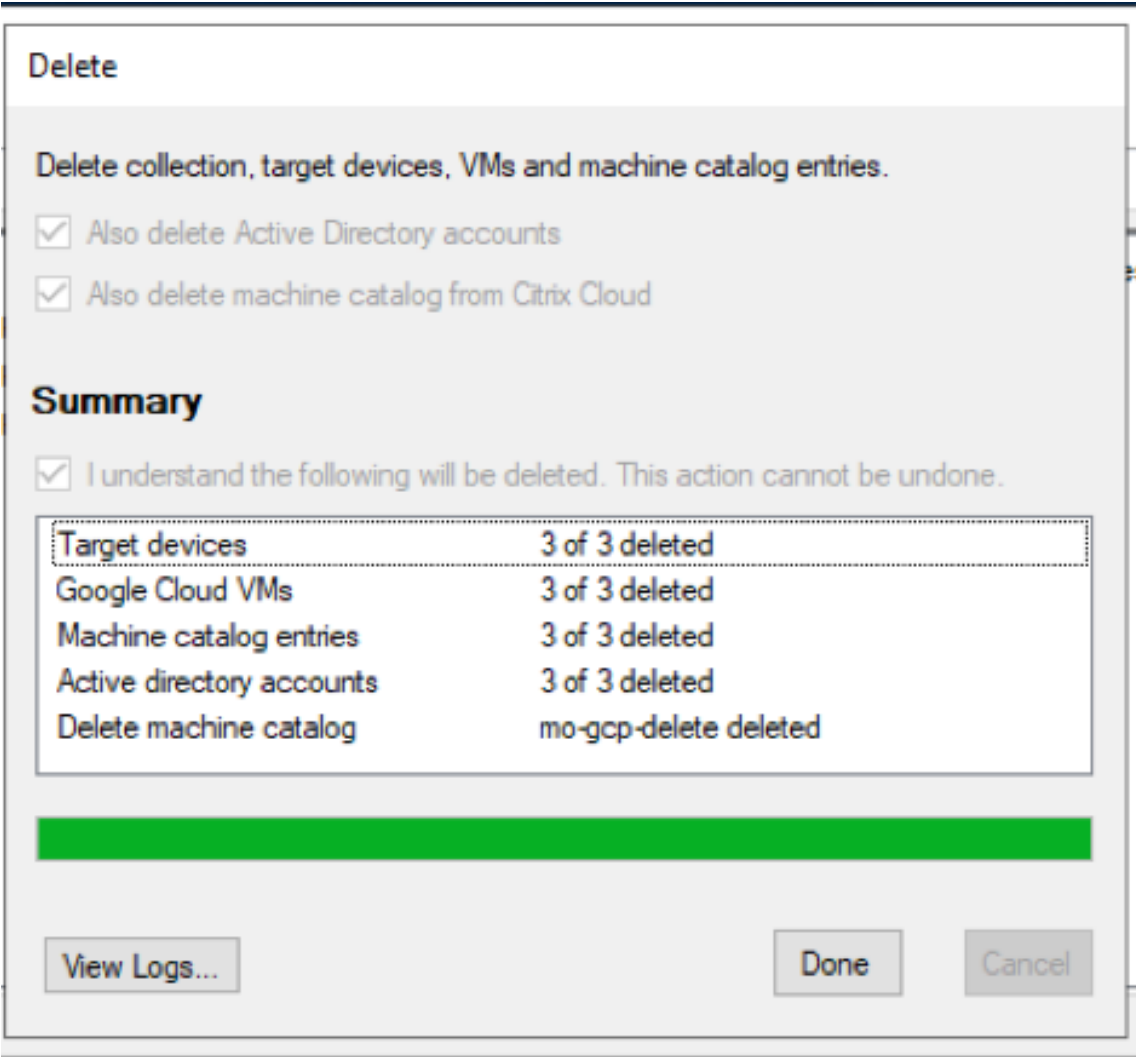 Delete
Delete collection, target devices, VMs and machine catalog entries.
Also delete Active Directory accounts
Also delete machine catalog from Citrix Cloud
Summary
I understand the following will be deleted. This action cannot be undone.
Target devices 3 of 3 deleted
Google Cloud VMs 3 of 3 deleted
Machine catalog entries 3 of 3 deleted
Active directory accounts 3 of 3 deleted
Delete machine catalog mo-gcp-delete deleted
View Logs... Done Cancel